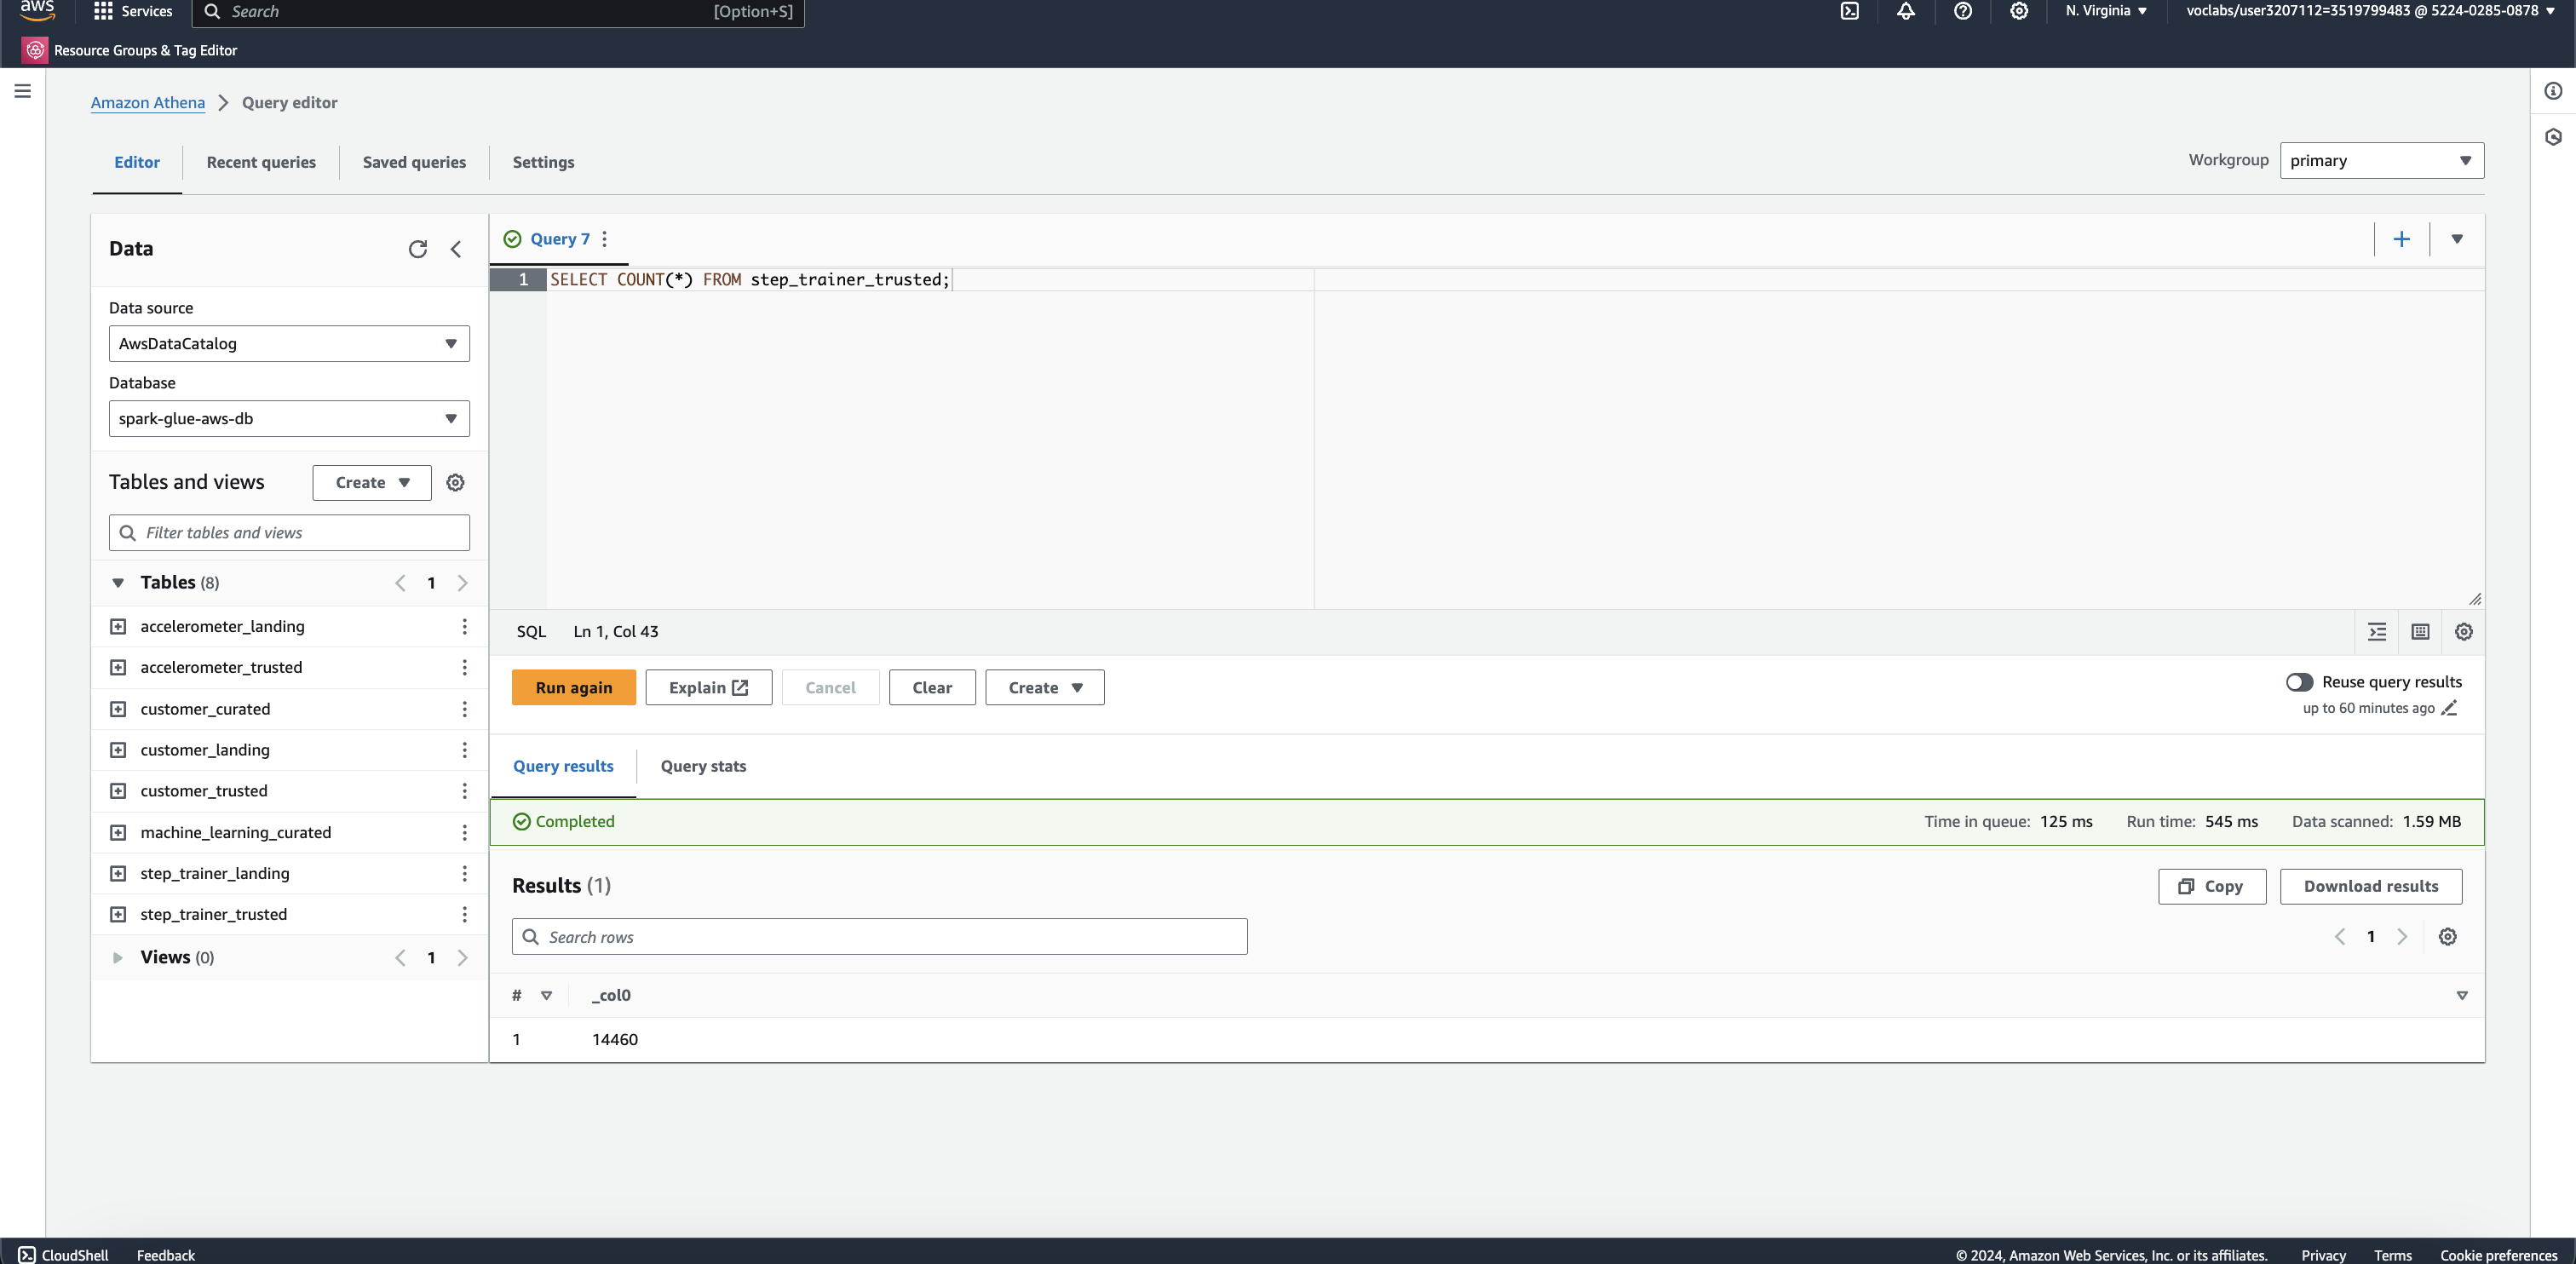 aws Services Search [Option+S] N. Virginia voclabs/user3207112=3519799483 @ 5224-0285-0878
Resource Groups & Tag Editor
Amazon Athena Query editor
Editor Recent queries Saved queries Settings Workgroup primary
Data
Data source
AwsDataCatalog
Database
spark-glue-aws-db
Tables and views Create
Filter tables and views
Tables (8) 1
accelerometer_landing
accelerometer_trusted
customer_curated
customer_landing
customer_trusted
machine_learning_curated
step_trainer_landing
step_trainer_trusted
Views (0) 1
Query 7
1 SELECT COUNT(*) FROM step_trainer_trusted;
SQL Ln 1, Col 43
Run again Explain Cancel Clear Create Reuse query results
up to 60 minutes ago
Query results Query stats
Completed Time in queue: 125 ms Run time: 545 ms Data scanned: 1.59 MB
Results (1) Copy Download results
Search rows 1
# _col0
1 14460
CloudShell Feedback © 2024, Amazon Web Services, Inc. or its affiliates. Privacy Terms Cookie preferences